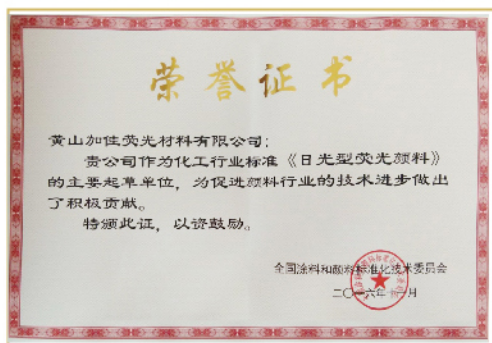 荣誉证书
黄山加佳荧光材料有限公司：
贵公司作为化工行业标准《日光型荧光颜料》
的主要起草单位，为促进颜料行业的技术进步做出
了积极贡献。
特颁此证，以资鼓励。
全国涂料和颜料标准化技术委员会
二〇一六年一月